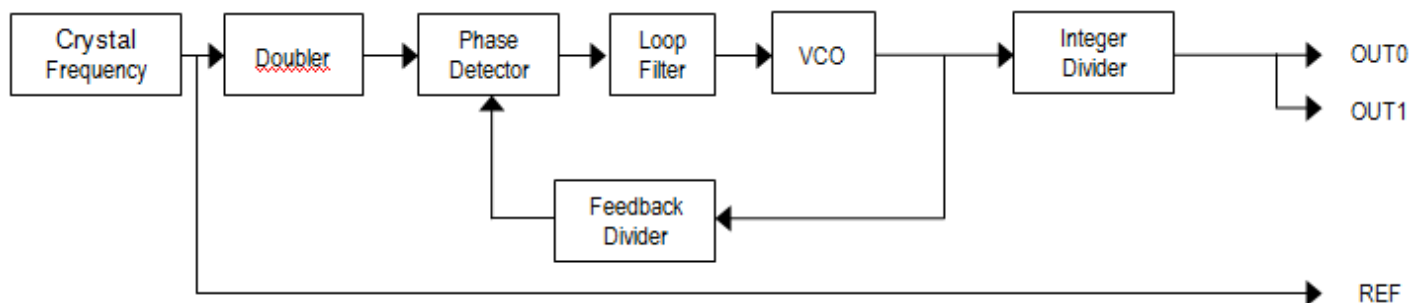 Crystal
Frequency
Doubler
Phase
Detector
Loop
Filter
VCO
Integer
Divider
OUT0
OUT1
Feedback
Divider
REF